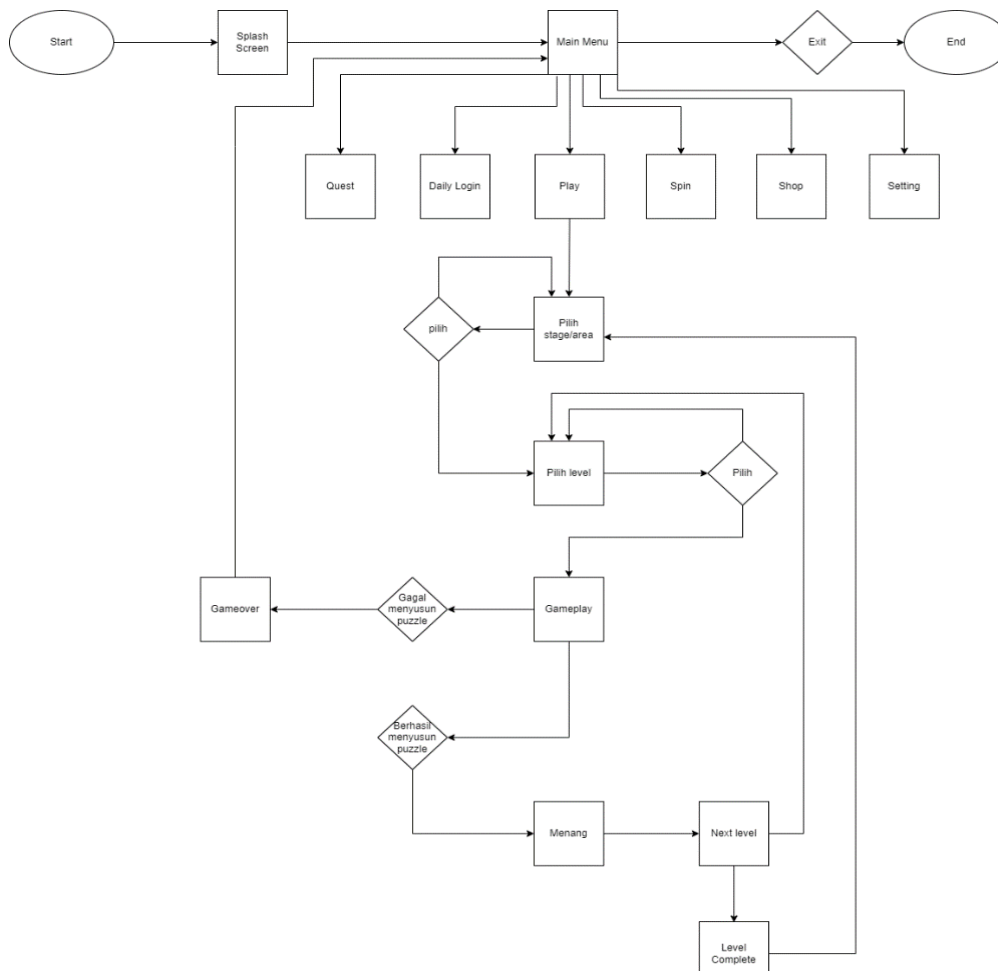 Start
Splash
Screen
Main Menu
Exit
End
Quest
Daily Login
Play
Spin
Shop
Setting
pilih
Pilih
stage/area
Pilih level
Pilih
Gameover
Gagal
menyusun
puzzle
Gameplay
Berhasil
menyusun
puzzle
Menang
Next level
Level
Complete